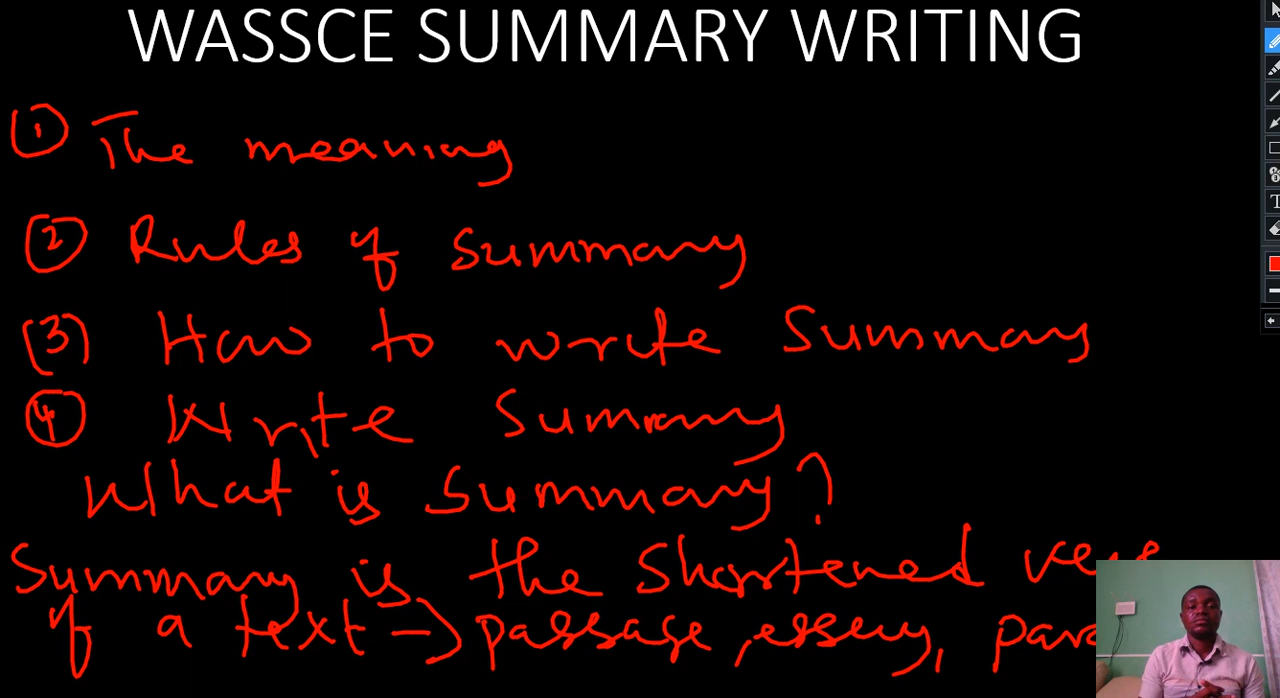 WASSCE SUMMARY WRITING
① The meaning
② Rules of summary
(3) How to write Summary
④ Write Summary
What is Summary?
Summary is the shortened
of a text → passage, essay,